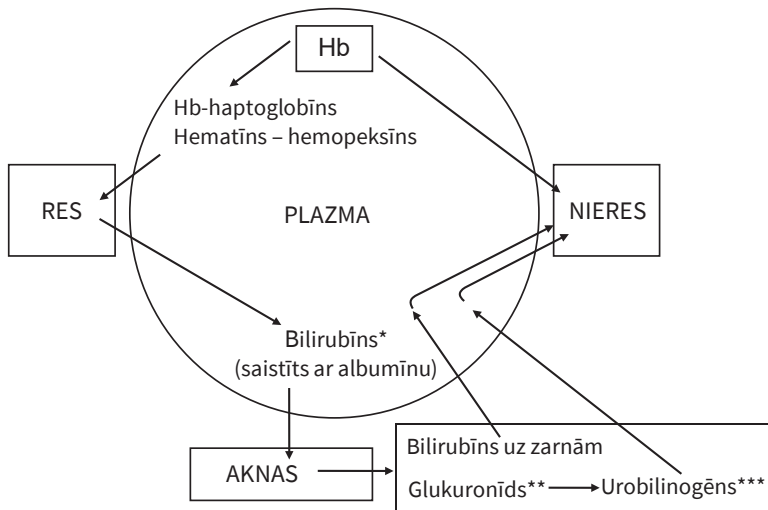 Hb
Hb-haptoglobīns
Hematīns – hemopeksīns
RES
PLAZMA
NIERES
Bilirubīns*
(saistīts ar albumīnu)
AKNAS
Bilirubīns uz zarnām
Glukuronīds**
Urobilinogēns***